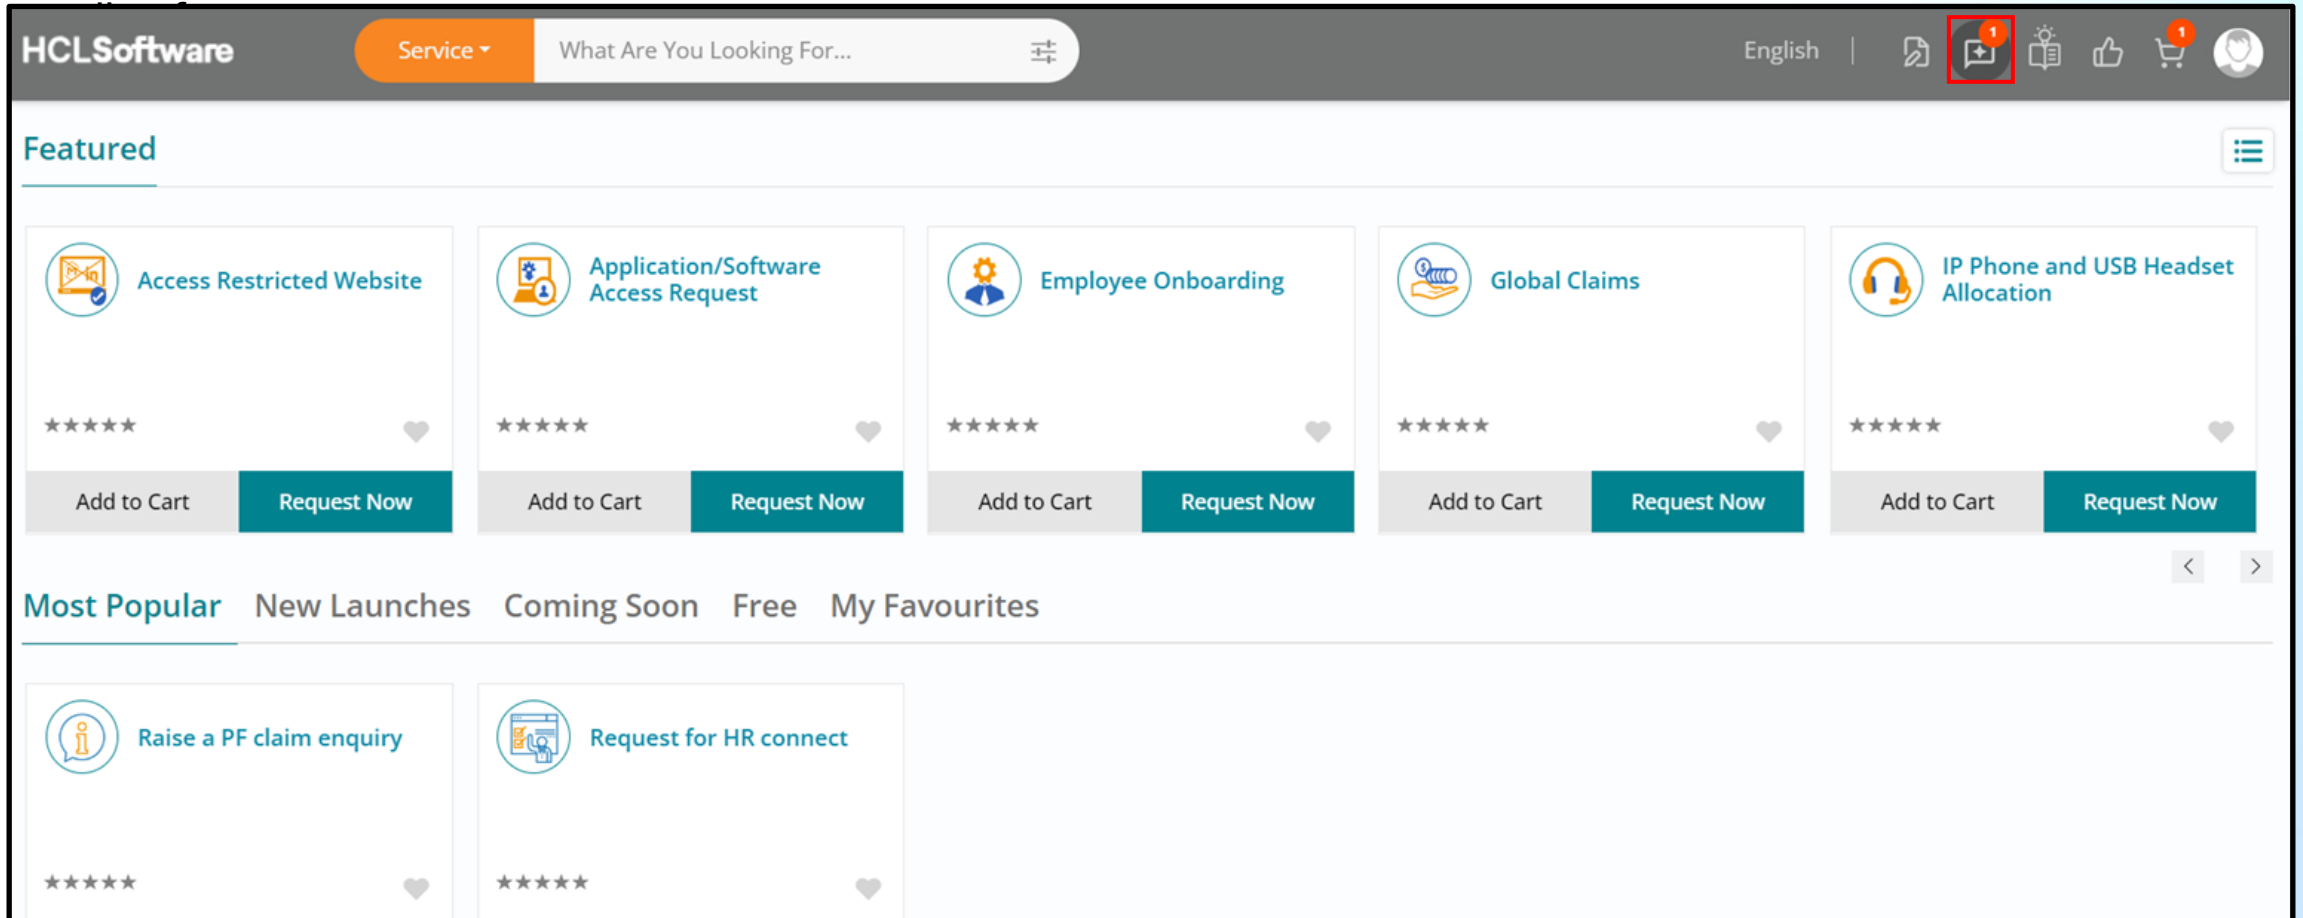 HCLSoftware
Service
What Are You Looking For...
English
1
1
Featured
Access Restricted Website
Application/Software
Access Request
Employee Onboarding
Global Claims
IP Phone and USB Headset
Allocation
Add to Cart
Request Now
Add to Cart
Request Now
Add to Cart
Request Now
Add to Cart
Request Now
Add to Cart
Request Now
Most Popular
New Launches
Coming Soon
Free
My Favourites
Raise a PF claim enquiry
Request for HR connect